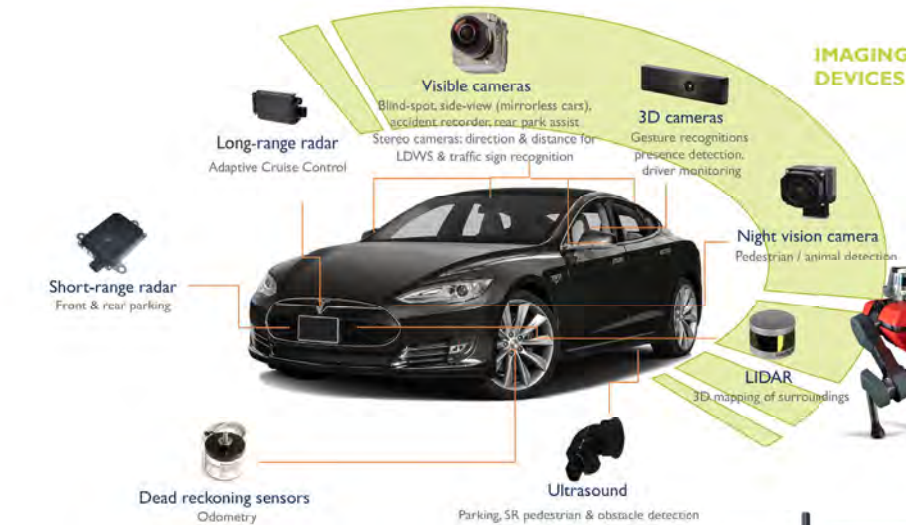 IMAGING
DEVICES
Visible cameras
Blind-spot, side-view (mirrorless cars),
accident recorder, rear park assist
Stereo cameras: direction & distance for
LDWS & traffic sign recognition
3D cameras
Gesture recognitions
presence detection,
driver monitoring
Long-range radar
Adaptive Cruise Control
Night vision camera
Pedestrian / animal detection
Short-range radar
Front & rear parking
LIDAR
3D mapping of surroundings
Dead reckoning sensors
Odometry
Ultrasound
Parking, SR pedestrian & obstacle detection